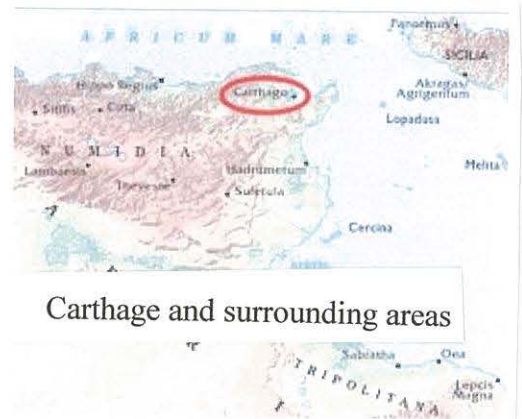 AFRICUM MARE
Panormus
SICILIA
Hippo Regius
Carthago
Akragas/
Agrigentum
Sitifis
Cirta
Lopadusa
NUMIDIA
Lambaesis
Hadrumetum
Melita
Theveste
Sufetula
Cercina
Carthage and surrounding areas
Sabratha
Oea
TRIPOLITANA
Lepcis
Magna